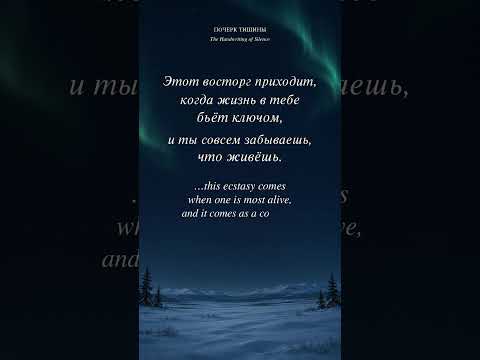 ПОЧЕРК ТИШИНЫ
The Handwriting of Silence
Этот восторг приходит,
когда жизнь в тебе
бьёт ключом,
и ты совсем забываешь,
что живёшь.
…this ecstasy comes
when one is most alive,
and it comes as a co